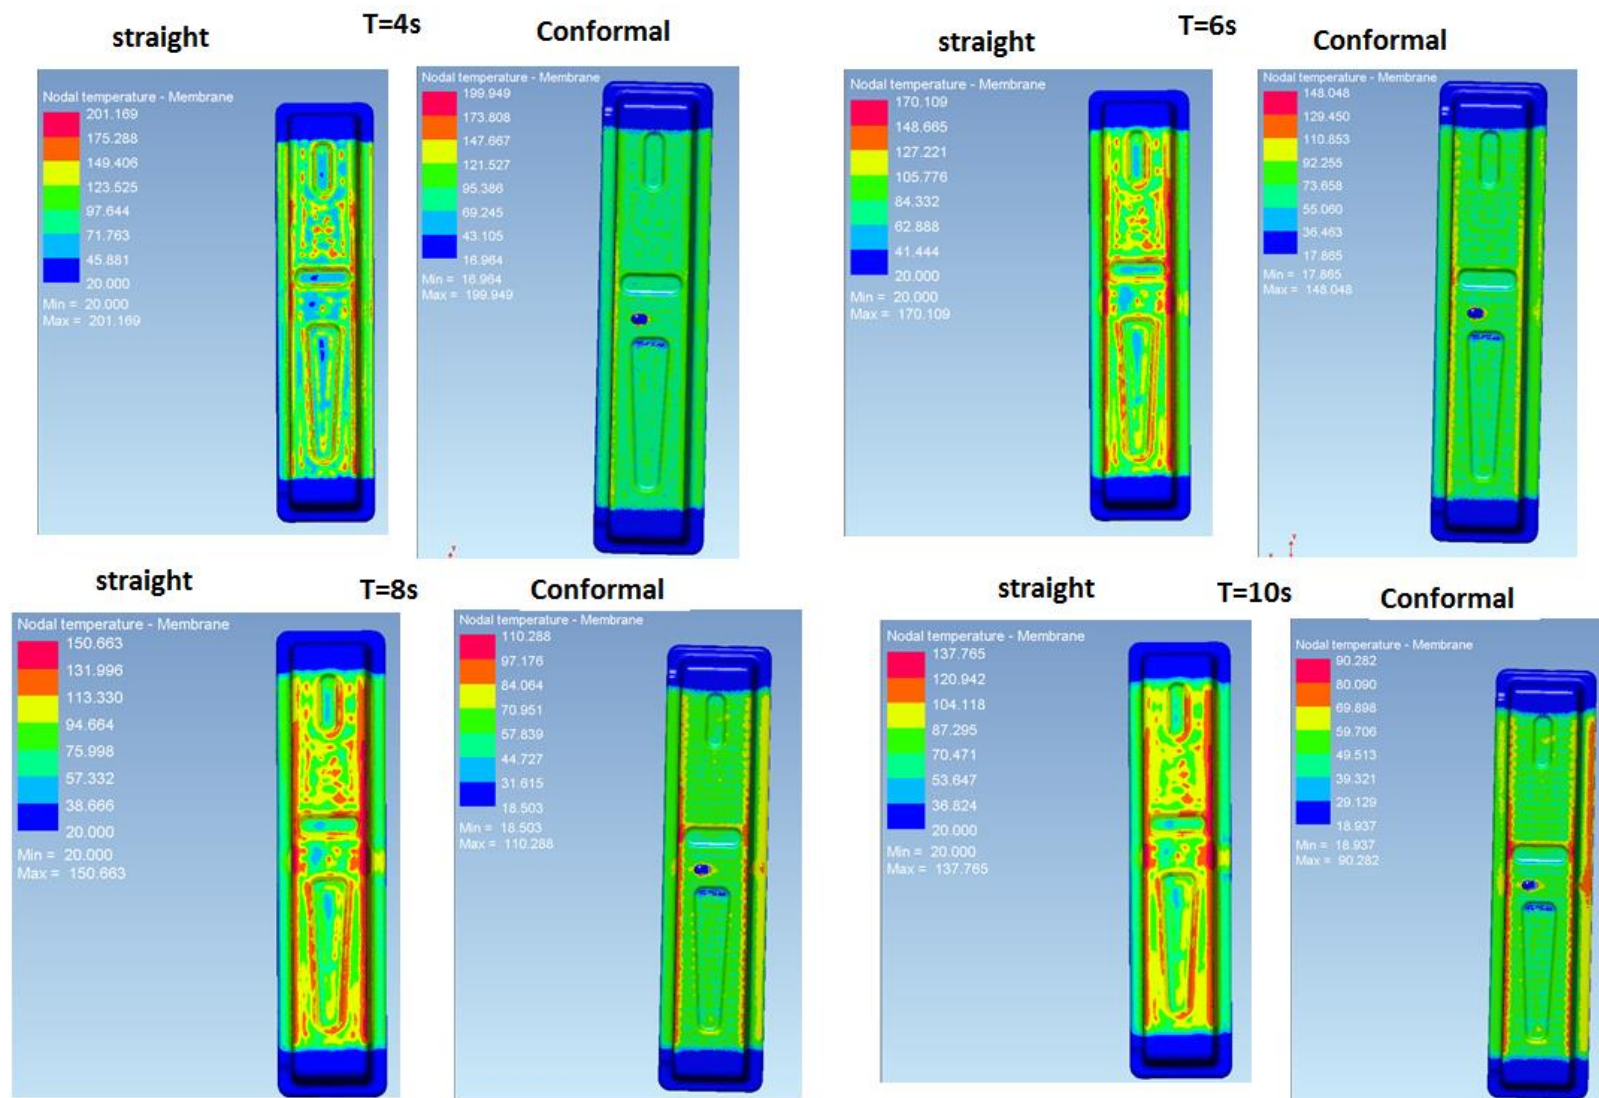 T=4s
straight
Conformal
Nodal temperature - Membrane
201.169
175.288
149.406
123.525
97.644
71.763
45.881
20.000
Min = 20.000
Max = 201.169
Nodal temperature - Membrane
199.949
173.808
147.667
121.527
95.386
69.245
43.105
16.964
Min = 16.964
Max = 199.949
T=6s
straight
Conformal
Nodal temperature - Membrane
170.109
148.665
127.221
105.776
84.332
62.888
41.444
20.000
Min = 20.000
Max = 170.109
Nodal temperature - Membrane
148.048
129.450
110.853
92.255
73.658
55.060
36.463
17.865
Min = 17.865
Max = 148.048
straight
T=8s
Conformal
Nodal temperature - Membrane
150.663
131.996
113.330
94.664
75.998
57.332
38.666
20.000
Min = 20.000
Max = 150.663
Nodal temperature - Membrane
110.288
97.176
84.064
70.951
57.839
44.727
31.615
18.503
Min = 18.503
Max = 110.288
straight
T=10s
Conformal
Nodal temperature - Membrane
137.765
120.942
104.118
87.295
70.471
53.647
36.824
20.000
Min = 20.000
Max = 137.765
Nodal temperature - Membrane
90.282
80.090
69.898
59.706
49.513
39.321
29.129
18.937
Min = 18.937
Max = 90.282